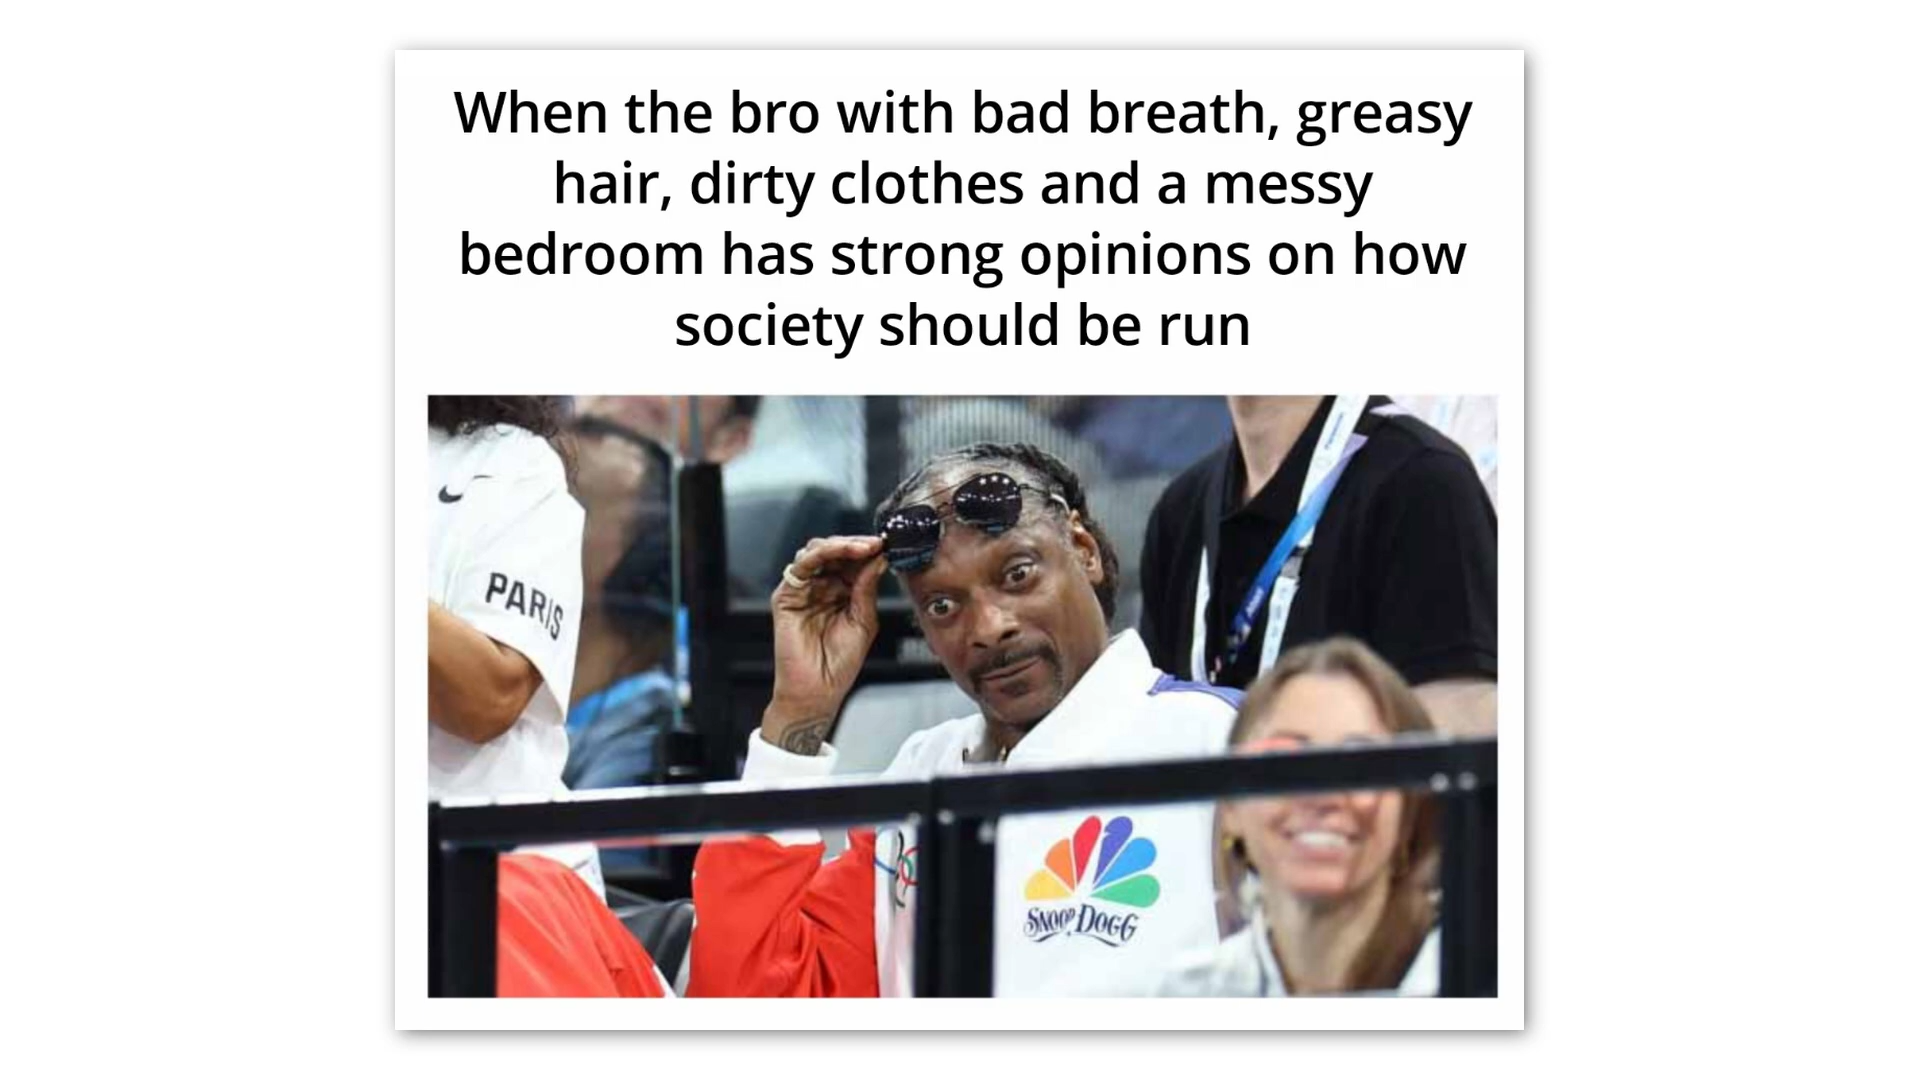 When the bro with bad breath, greasy
hair, dirty clothes and a messy
bedroom has strong opinions on how
society should be run
PARIS
SNOOP DOGG